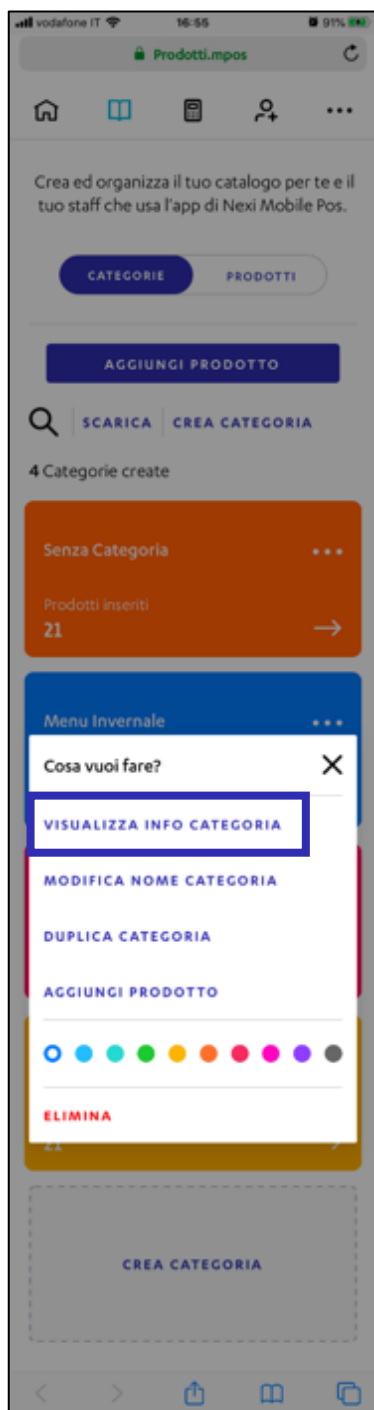 vodafone IT 16:55 91%
Prodotti.mpos
Crea ed organizza il tuo catalogo per te e il
tuo staff che usa l'app di Nexi Mobile Pos.
CATEGORIE PRODOTTI
AGGIUNGI PRODOTTO
SCARICA CREA CATEGORIA
4 Categorie create
Senza Categoria
Prodotti inseriti
21
Menu Invernale
Cosa vuoi fare?
VISUALIZZA INFO CATEGORIA
MODIFICA NOME CATEGORIA
DUPLICA CATEGORIA
AGGIUNGI PRODOTTO
ELIMINA
21
CREA CATEGORIA